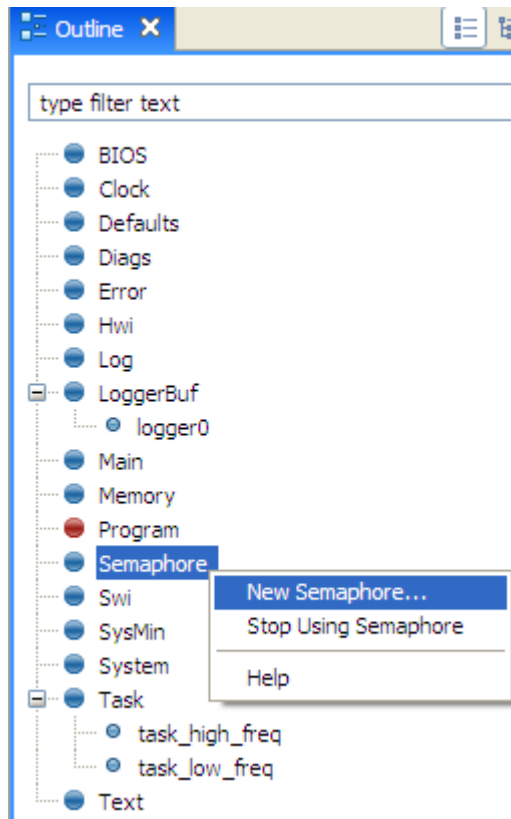 Outline
type filter text
BIOS
Clock
Defaults
Diags
Error
Hwi
Log
LoggerBuf
logger0
Main
Memory
Program
Semaphore
New Semaphore...
Swi
Stop Using Semaphore
SysMin
System
Help
Task
task_high_freq
task_low_freq
Text